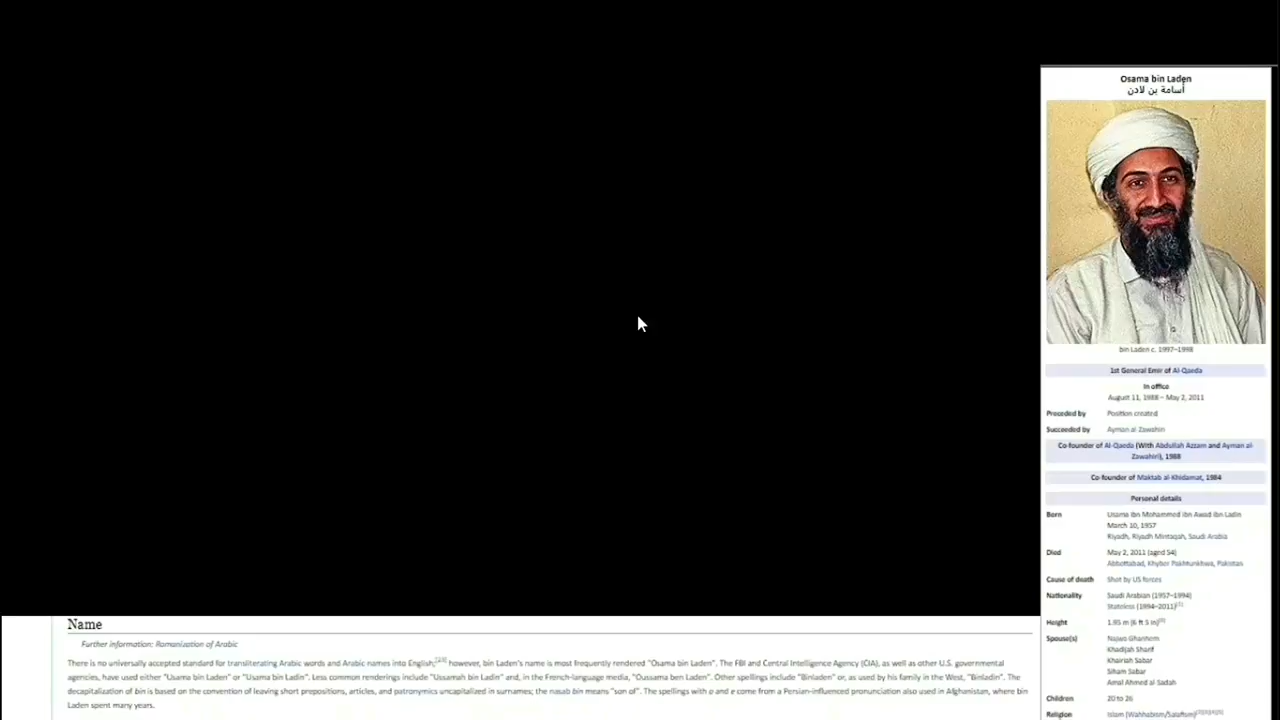 Osama bin Laden
أسامة بن لادن
bin Laden c. 1997–1998
1st General Emir of Al-Qaeda
In office
August 11, 1988 – May 2, 2011
Preceded by Position created
Succeeded by Ayman al Zawahiri
Co-founder of Al-Qaeda (With Abdullah Azzam and Ayman al-
Zawahiri), 1988
Co-founder of Maktab al-Khidamat, 1984
Personal details
Born Usama ibn Mohammed ibn Awad ibn Ladin
March 10, 1957
Riyadh, Riyadh Mintaqah, Saudi Arabia
Died May 2, 2011 (aged 54)
Abbottabad, Khyber Pakhtunkhwa, Pakistan
Cause of death Shot by US forces
Nationality Saudi Arabian (1957–1994)
Stateless (1994–2011)
Height 1.95 m (6 ft 5 in)
Spouse(s) Najwa Ghanhem
Khadijah Sharif
Khairiah Sabar
Siham Sabar
Amal Ahmed al-Sadah
Children 20 to 26
Religion Islam (Wahhabism/Salafism)
Name
Further information: Romanization of Arabic
There is no universally accepted standard for transliterating Arabic words and Arabic names into English;[23] however, bin Laden's name is most frequently rendered "Osama bin Laden". The FBI and Central Intelligence Agency (CIA), as well as other U.S. governmental
agencies, have used either "Usama bin Laden" or "Usama bin Ladin". Less common renderings include "Ussamah bin Ladin" and, in the French-language media, "Oussama ben Laden". Other spellings include "Binladen" or, as used by his family in the West, "Binladin". The
decapitalization of bin is based on the convention of leaving short prepositions, articles, and patronymics uncapitalized in surnames; the nasab bin means "son of". The spellings with o and e come from a Persian-influenced pronunciation also used in Afghanistan, where bin
Laden spent many years.